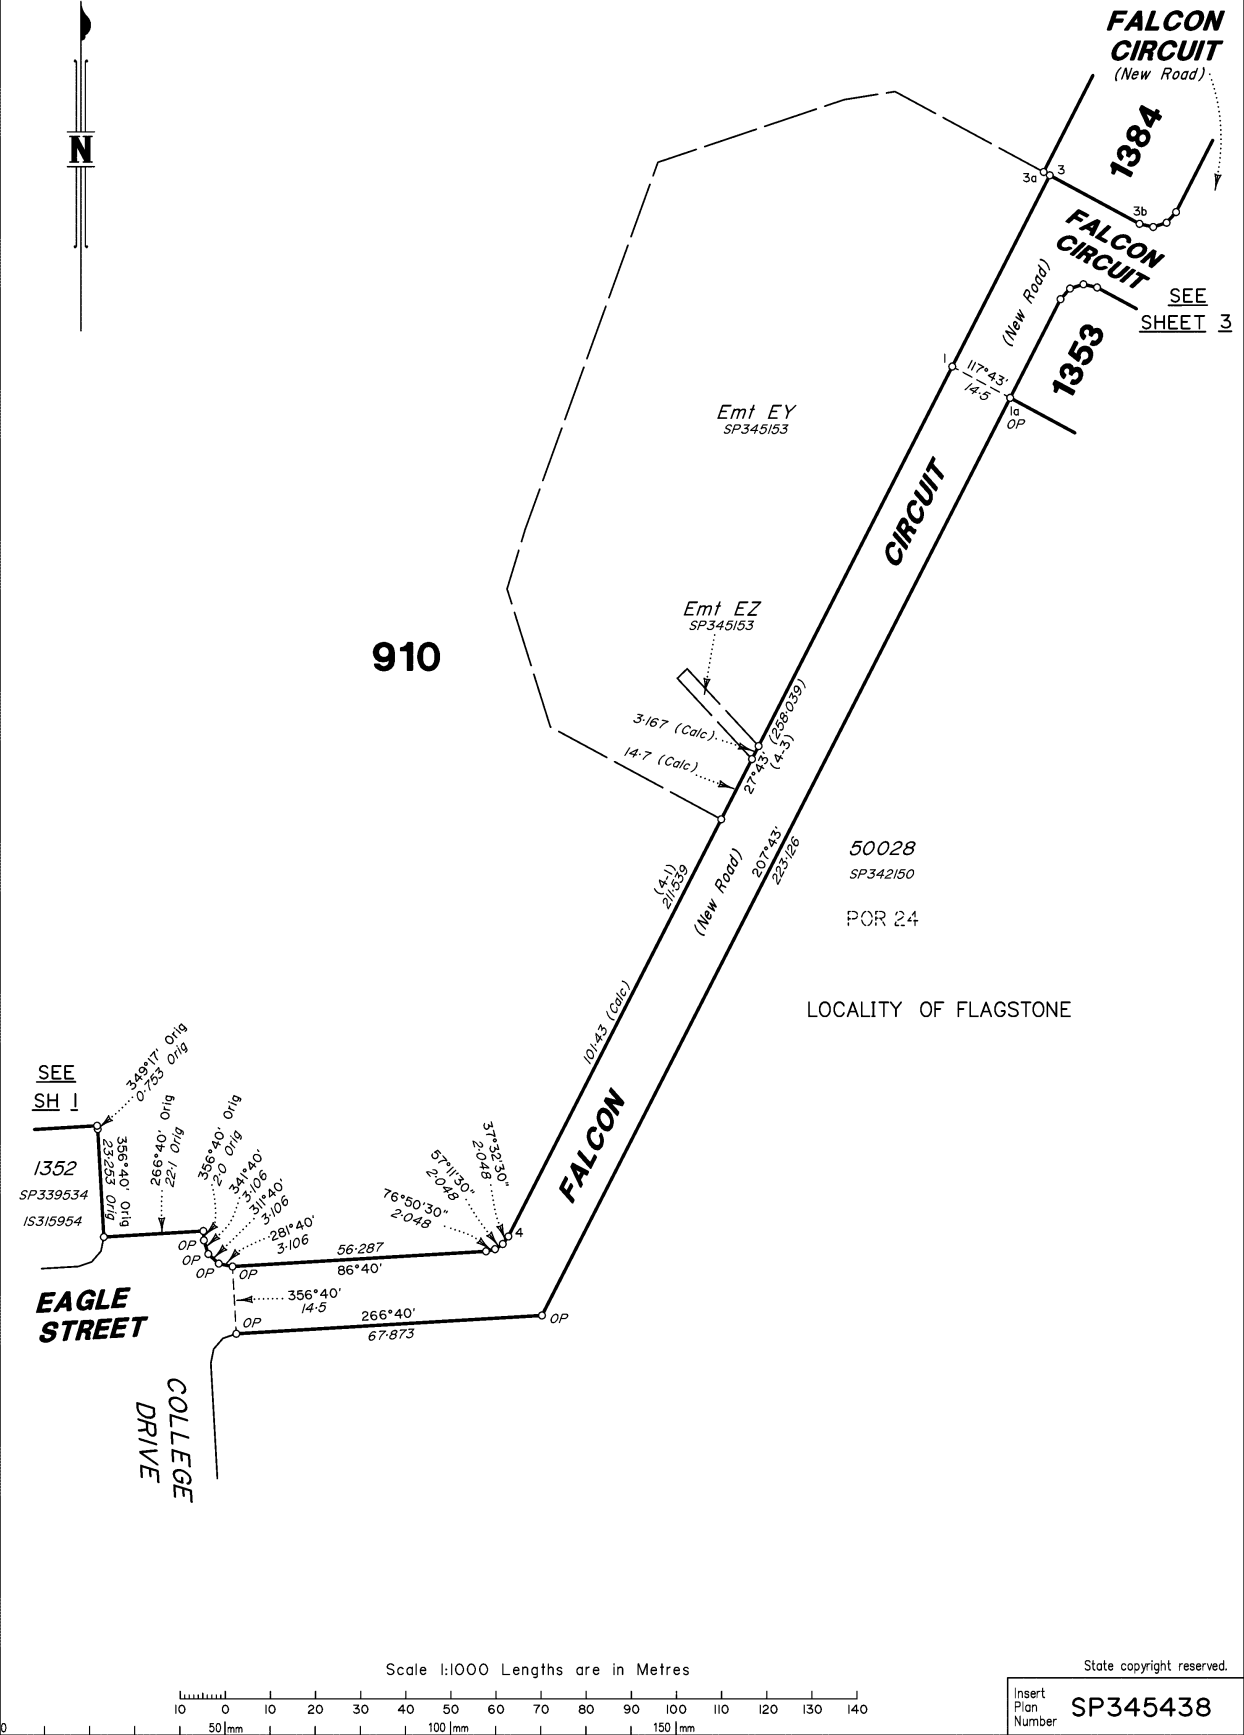 FALCON
CIRCUIT
(New Road)
N
1384
3a
3
3b
FALCON
CIRCUIT
(New Road)
SEE
SHEET 3
1353
1
117°43'
14·5
1a
OP
Emt EY
SP345153
CIRCUIT
Emt EZ
SP345153
910
3·167 (Calc)
14·7 (Calc)
(258·039)
(4-3)
27°43'
207°43'
223·126
50028
SP342150
POR 24
(4-1)
211·539
(New Road)
LOCALITY OF FLAGSTONE
101·43 (Calc)
FALCON
SEE
SH 1
349°17' Orig
0·753 Orig
1352
SP339534
IS315954
356°40' Orig
23·253 Orig
266°40' Orig
22·1 Orig
356°40' Orig
2·0 Orig
341°40'
3·106
311°40'
3·106
281°40'
3·106
76°50'30"
2·048
57°11'30"
2·048
37°32'30"
2·048
4
OP
OP
OP
OP
56·287
86°40'
356°40'
14·5
OP
266°40'
67·873
OP
EAGLE
STREET
COLLEGE
DRIVE
Scale 1:1000 Lengths are in Metres
10 0 10 20 30 40 50 60 70 80 90 100 110 120 130 140
0 50 mm 100 mm 150 mm
State copyright reserved.
Insert
Plan
Number
SP345438